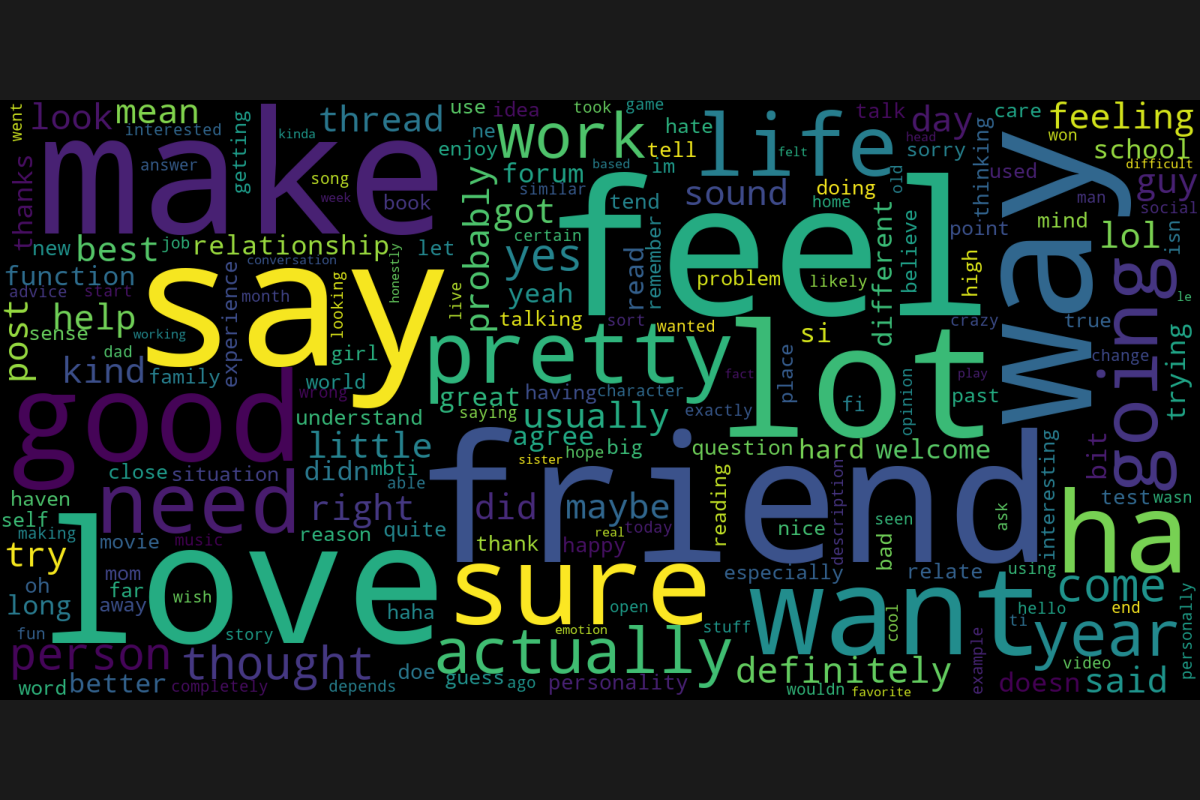 went
look
mean
interested
answer
thanks
make
getting
kinda
thread
song
week
book
use
idea
ne
enjoy
work
took
game
hate
tell
im
based
forum
similar
life
felt
talk
day
head
sorry
care
feeling
won
school
difficult
used
guy
man
social
thinking
old
way
new
best
job
relationship
let
got
certain
probably
tend
sound
doing
home
feel
believe
different
point
mind
lol
isn
function
advice
start
conversation
month
experience
looking
honestly
live
say
yes
yeah
read
remember
problem
likely
high
going
le
post
help
sense
dad
working
girl
talking
sort
wanted
si
crazy
true
change
trying
kind
family
world
wrong
pretty
place
fact
lot
play
past
good
understand
great
having
character
saying
usually
exactly
fi
opinion
little
agree
hope
big
question
hard
welcome
bit
close
situation
didn
mbti
able
sister
friend
haven
need
right
did
maybe
reading
description
interesting
test
wasn
self
making
reason
quite
real
today
nice
seen
ask
ha
try
movie
music
thank
happy
bad
especially
relate
using
come
oh
mom
far
love
sure
want
long
away
wish
haha
open
cool
hello
end
personally
fun
story
emotion
stuff
ti
year
person
thought
actually
definitely
example
video
word
better
completely
depends
doe
guess
ago
personality
wouldn
favorite
doesn
said